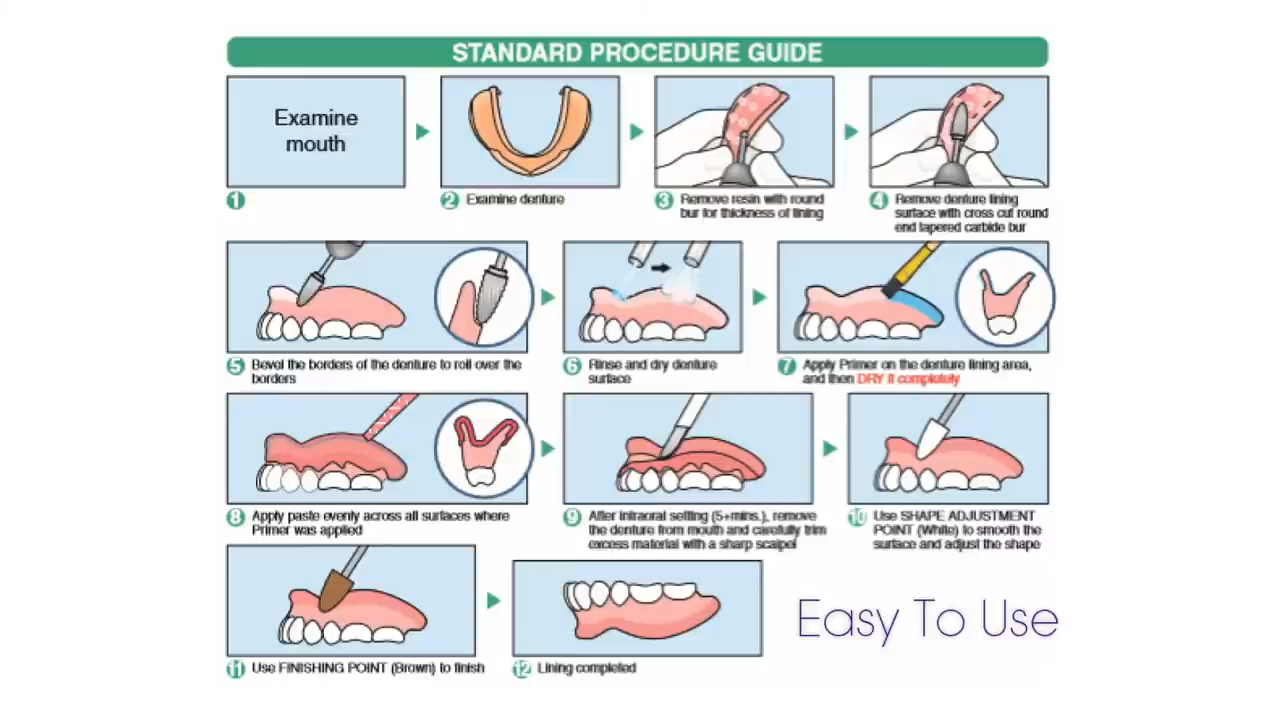 STANDARD PROCEDURE GUIDE
Examine
mouth
1
2 Examine denture
3 Remove resin with round
bur for thickness of lining
4 Remove denture lining
surface with cross cut round
end tapered carbide bur
5 Bevel the borders of the denture to roll over the
borders
6 Rinse and dry denture
surface
7 Apply Primer on the denture lining area,
and then DRY it completely
8 Apply paste evenly across all surfaces where
Primer was applied
9 After intraoral setting (5+mins.), remove
the denture from mouth and carefully trim
excess material with a sharp scalpel
10 Use SHAPE ADJUSTMENT
POINT (White) to smooth the
surface and adjust the shape
11 Use FINISHING POINT (Brown) to finish
12 Lining completed
Easy To Use